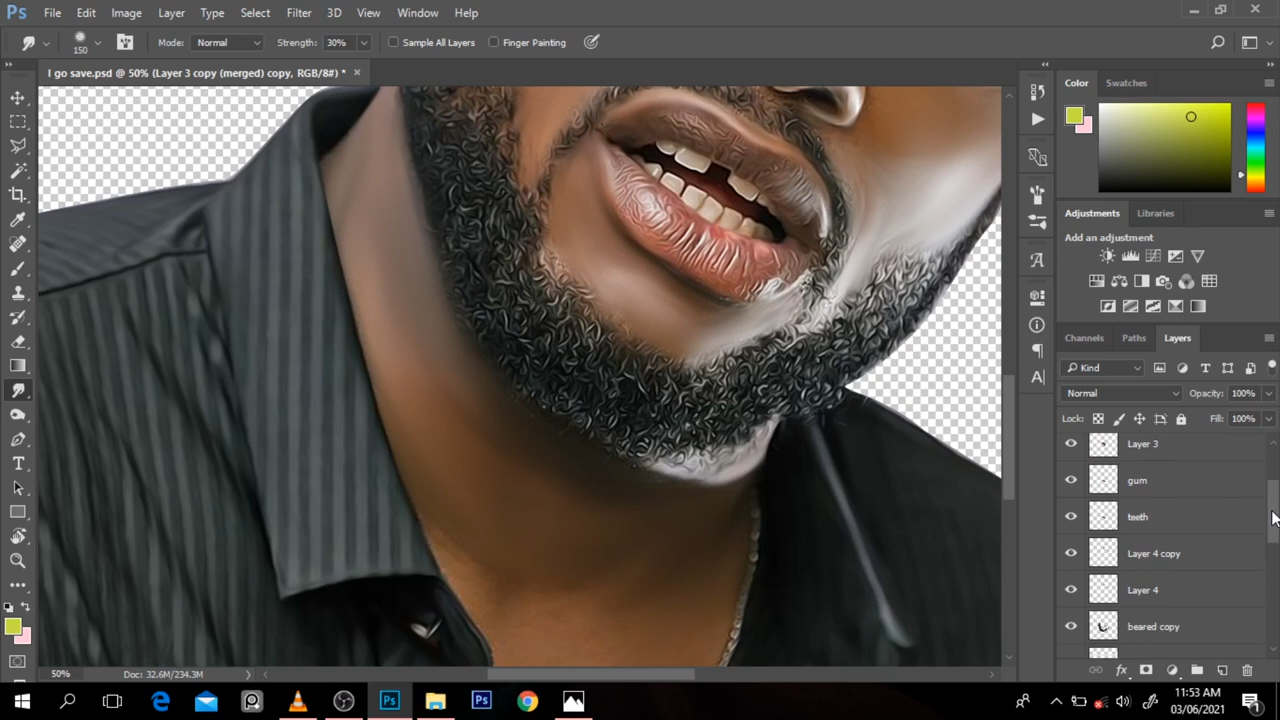 Ps File Edit Image Layer Type Select Filter 3D View Window Help
150 Mode: Normal Strength: 30% Sample All Layers Finger Painting
I go save.psd @ 50% (Layer 3 copy (merged) copy, RGB/8#) *
Color Swatches
Adjustments Libraries
Add an adjustment
Channels Paths Layers
Kind
Normal Opacity: 100%
Lock: Fill: 100%
Layer 3
gum
teeth
Layer 4 copy
Layer 4
beared copy
50% Doc: 32.6M/234.3M
11:53 AM
03/06/2021